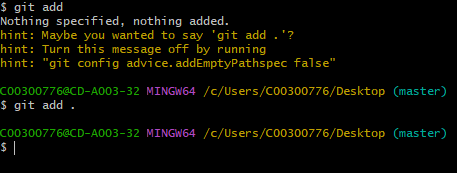 $ git add
Nothing specified, nothing added.
hint: Maybe you wanted to say 'git add .'?
hint: Turn this message off by running
hint: "git config advice.addEmptyPathspec false"
C00300776@CD-A003-32 MINGW64 /c/Users/C00300776/Desktop (master)
$ git add .
C00300776@CD-A003-32 MINGW64 /c/Users/C00300776/Desktop (master)
$